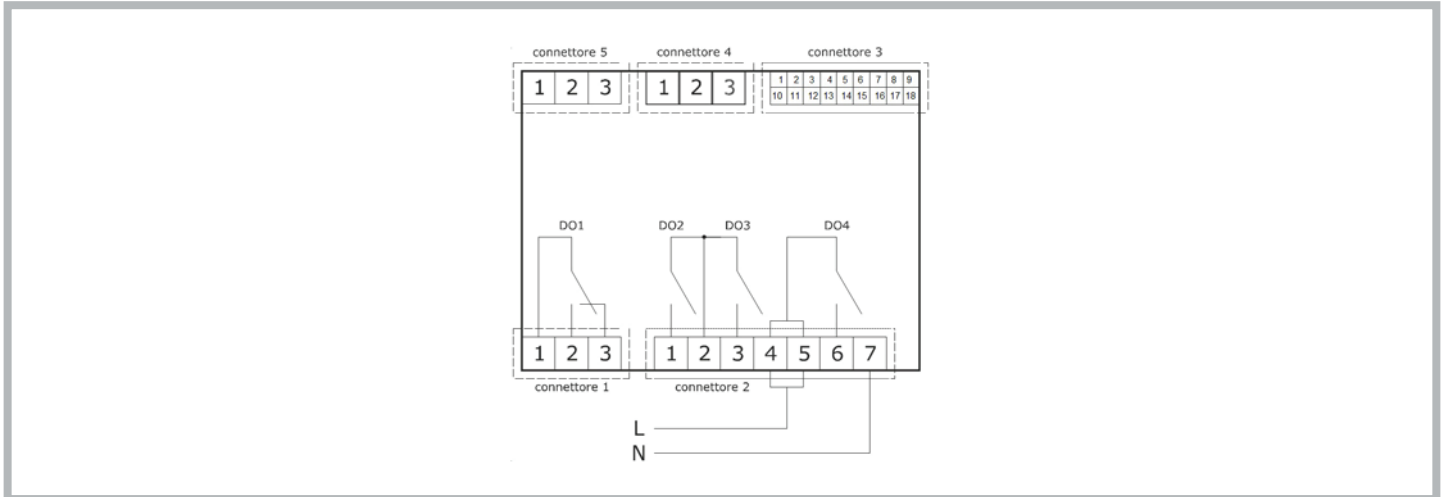 connettore 5 connettore 4 connettore 3
1 2 3 1 2 3 1 2 3 4 5 6 7 8 9
10 11 12 13 14 15 16 17 18
DO1 DO2 DO3 DO4
1 2 3 1 2 3 4 5 6 7
connettore 1 connettore 2
L
N